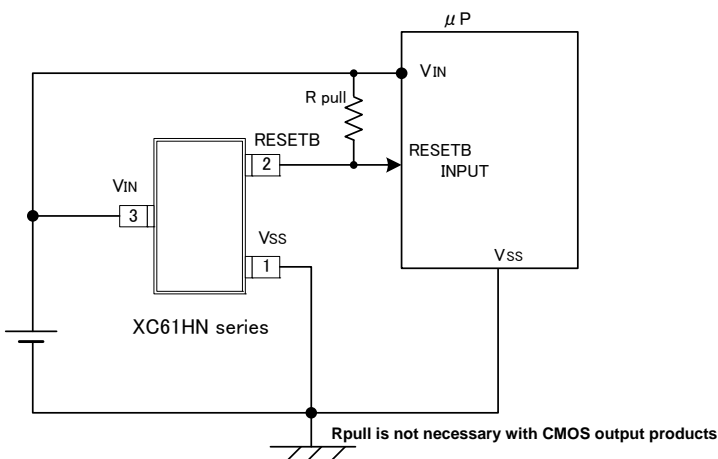 μP
VIN
R pull
RESETB
2
RESETB
INPUT
VIN
3
VSS
1
VSS
XC61HN series
Rpull is not necessary with CMOS output products